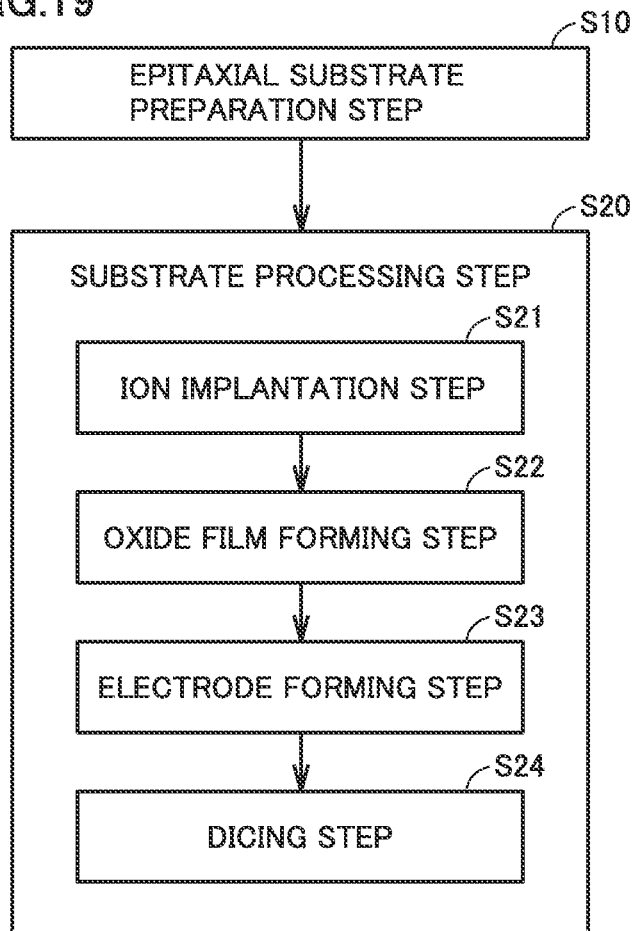 FIG.19
S10
EPITAXIAL SUBSTRATE
PREPARATION STEP
S20
SUBSTRATE PROCESSING STEP
S21
ION IMPLANTATION STEP
S22
OXIDE FILM FORMING STEP
S23
ELECTRODE FORMING STEP
S24
DICING STEP